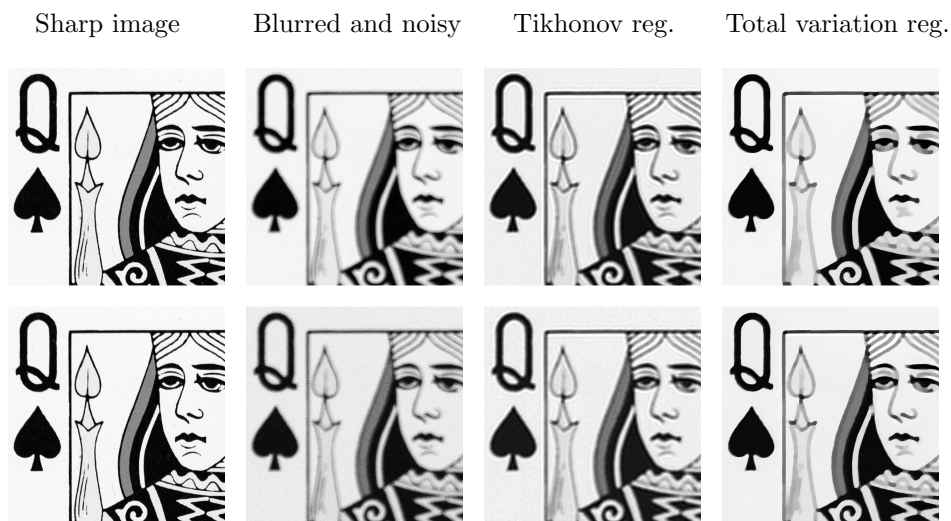 Sharp image Blurred and noisy Tikhonov reg. Total variation reg.
Q Q Q Q
Q Q Q Q